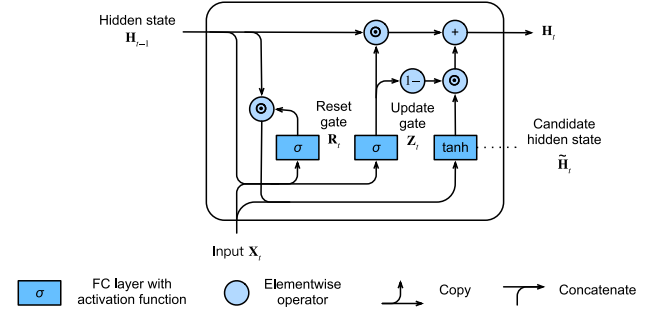 Hidden state
H_{t−1}
⊙
+
H_t
1−
⊙
⊙
Reset
gate
R_t
Update
gate
Z_t
σ
σ
tanh
Candidate
hidden state
H̃_t
Input X_t
σ
FC layer with
activation function
Elementwise
operator
Copy
Concatenate